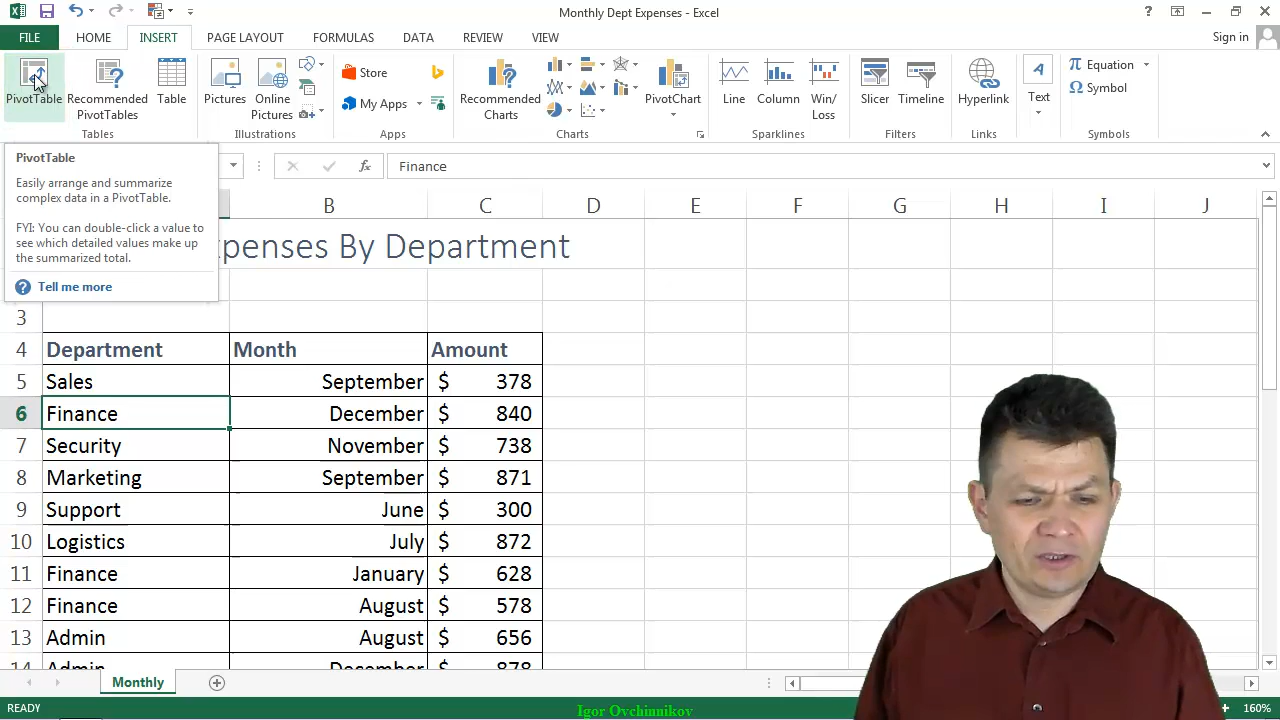 Monthly Dept Expenses - Excel
?
FILE HOME INSERT PAGE LAYOUT FORMULAS DATA REVIEW VIEW Sign in
PivotTable
Recommended
PivotTables
Table
Tables
Pictures
Online
Pictures
Illustrations
Store
My Apps
Apps
Recommended
Charts
PivotChart
Charts
Line
Column
Win/
Loss
Sparklines
Slicer
Timeline
Filters
Hyperlink
Links
Text
Equation
Symbol
Symbols
PivotTable
Easily arrange and summarize
complex data in a PivotTable.
FYI: You can double-click a value to
see which detailed values make up
the summarized total.
Tell me more
fx Finance
B C D E F G H I J
xpenses By Department
3
4 Department Month Amount
5 Sales September $ 378
6 Finance December $ 840
7 Security November $ 738
8 Marketing September $ 871
9 Support June $ 300
10 Logistics July $ 872
11 Finance January $ 628
12 Finance August $ 578
13 Admin August $ 656
14 Admin December $ 878
Monthly
READY
Igor Ovchinnikov
160%